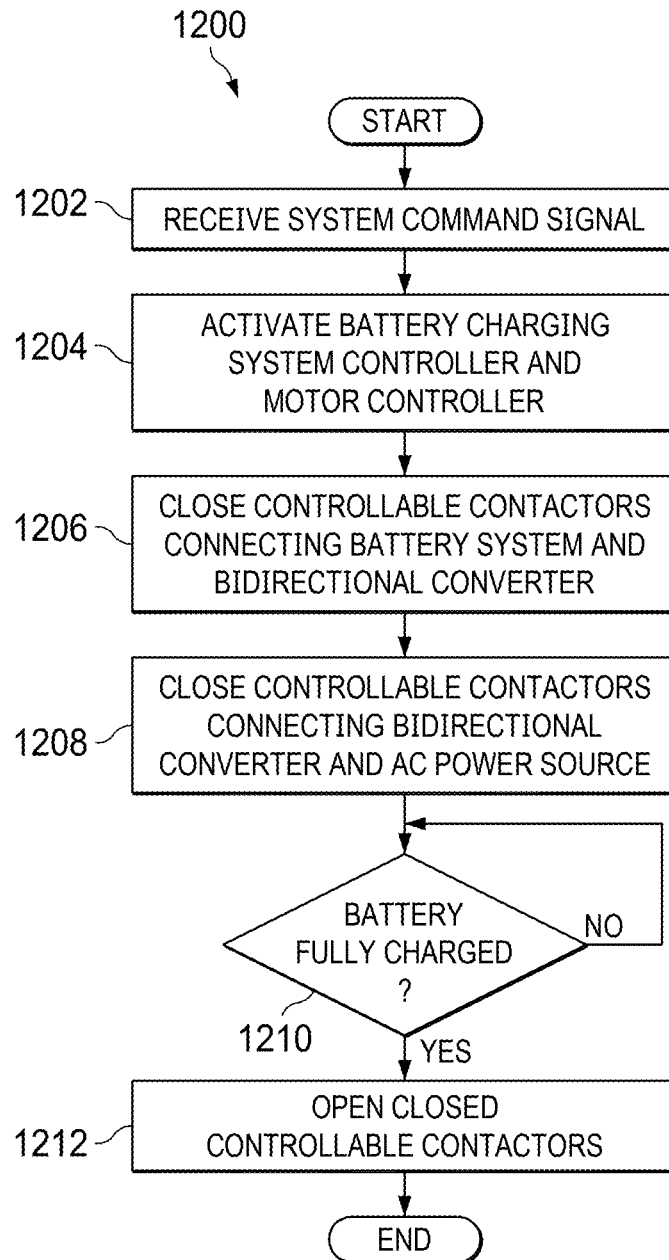 1200
START
1202
RECEIVE SYSTEM COMMAND SIGNAL
1204
ACTIVATE BATTERY CHARGING
SYSTEM CONTROLLER AND
MOTOR CONTROLLER
1206
CLOSE CONTROLLABLE CONTACTORS
CONNECTING BATTERY SYSTEM AND
BIDIRECTIONAL CONVERTER
1208
CLOSE CONTROLLABLE CONTACTORS
CONNECTING BIDIRECTIONAL
CONVERTER AND AC POWER SOURCE
BATTERY
FULLY CHARGED
?
NO
1210
YES
1212
OPEN CLOSED
CONTROLLABLE CONTACTORS
END